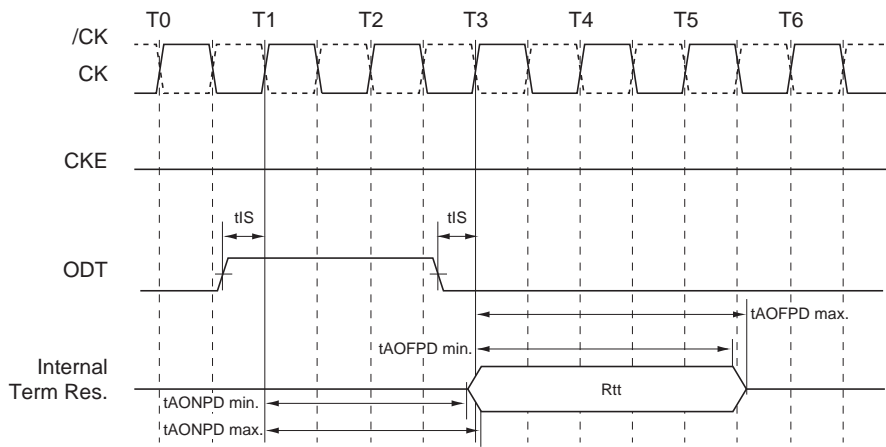 T0 T1 T2 T3 T4 T5 T6
/CK
CK
CKE
tIS tIS
ODT
tAOFPD max.
tAOFPD min.
Internal
Term Res.
Rtt
tAONPD min.
tAONPD max.